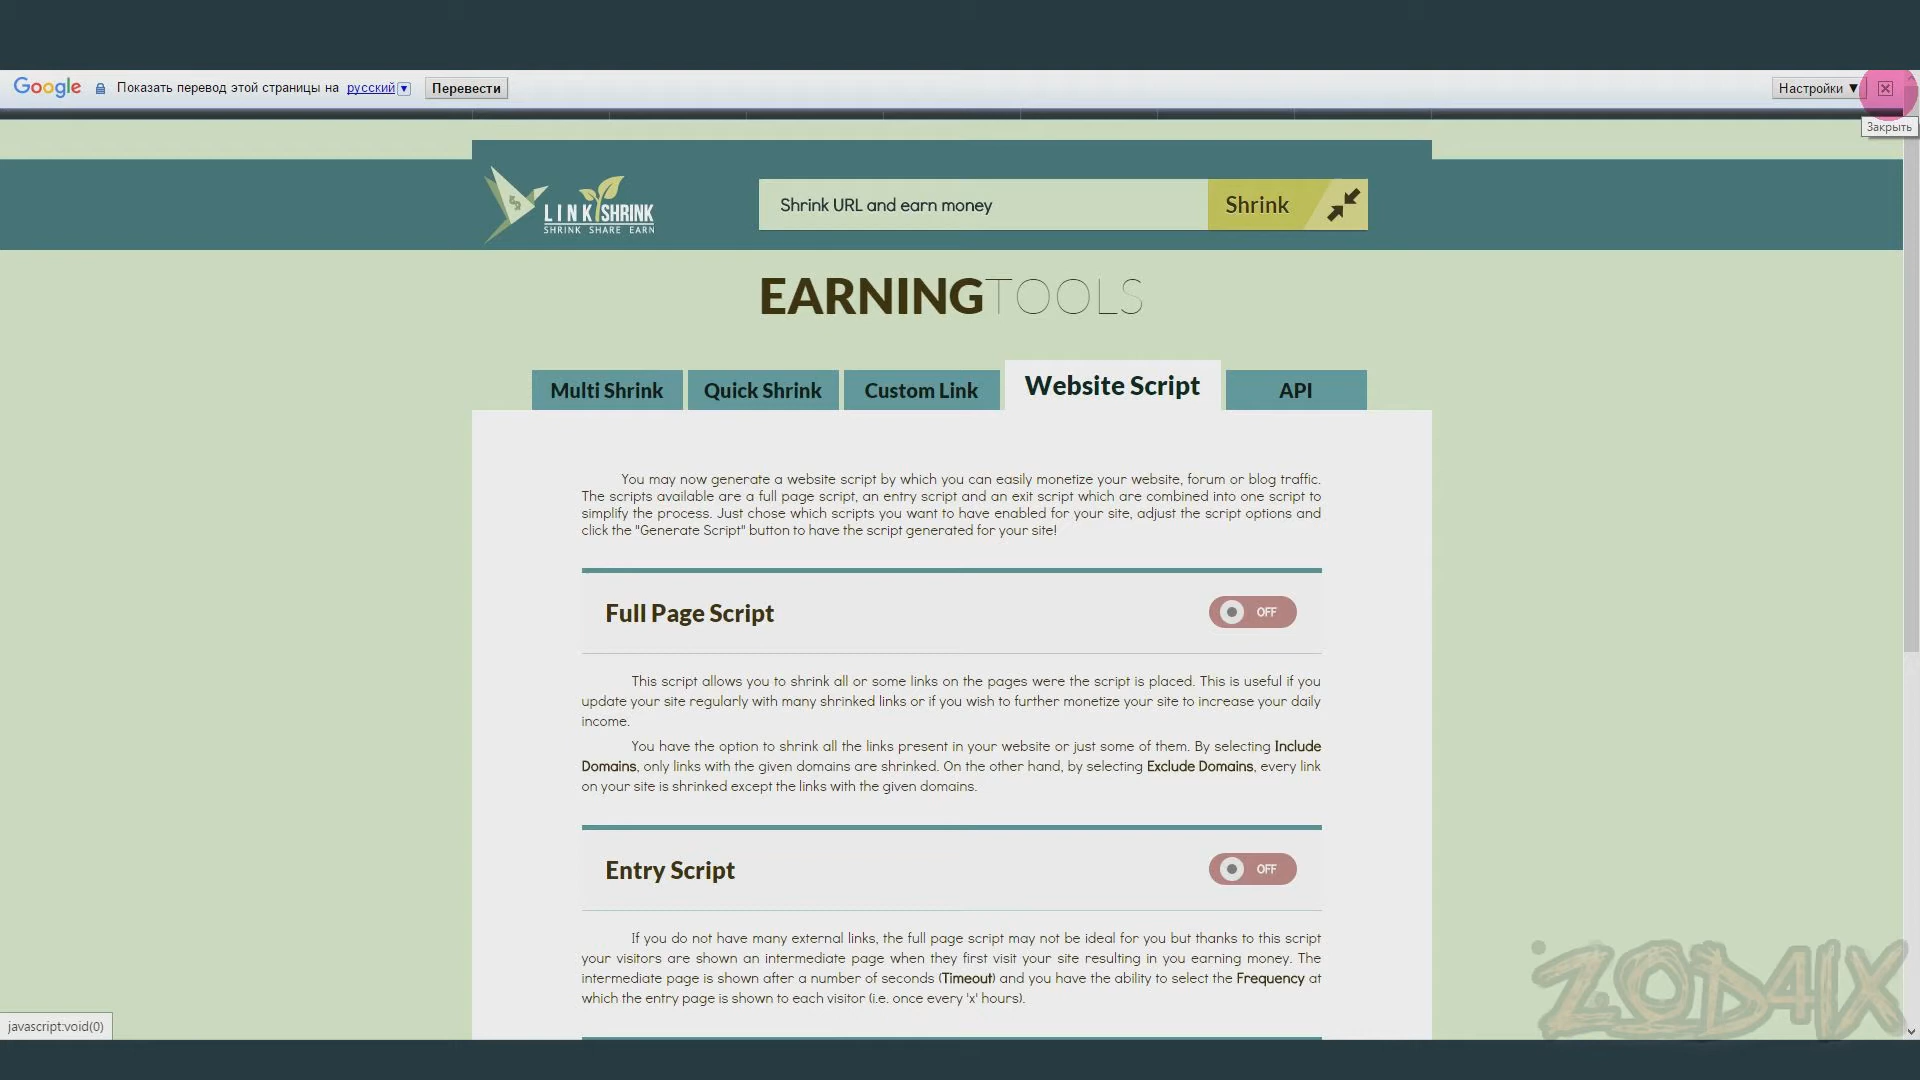 Google Показать перевод этой страницы на русский Перевести Настройки ▼
Закрыть
LINKSHRINK
SHRINK SHARE EARN
Shrink URL and earn money
Shrink
EARNINGTOOLS
Multi Shrink Quick Shrink Custom Link Website Script API
You may now generate a website script by which you can easily monetize your website, forum or blog traffic.
The scripts available are a full page script, an entry script and an exit script which are combined into one script to
simplify the process. Just chose which scripts you want to have enabled for your site, adjust the script options and
click the "Generate Script" button to have the script generated for your site!
Full Page Script OFF
This script allows you to shrink all or some links on the pages were the script is placed. This is useful if you
update your site regularly with many shrinked links or if you wish to further monetize your site to increase your daily
income.
You have the option to shrink all the links present in your website or just some of them. By selecting Include
Domains, only links with the given domains are shrinked. On the other hand, by selecting Exclude Domains, every link
on your site is shrinked except the links with the given domains.
Entry Script OFF
If you do not have many external links, the full page script may not be ideal for you but thanks to this script
your visitors are shown an intermediate page when they first visit your site resulting in you earning money. The
intermediate page is shown after a number of seconds (Timeout) and you have the ability to select the Frequency at
which the entry page is shown to each visitor (i.e. once every 'x' hours).
javascript:void(0)
ZOD4IX